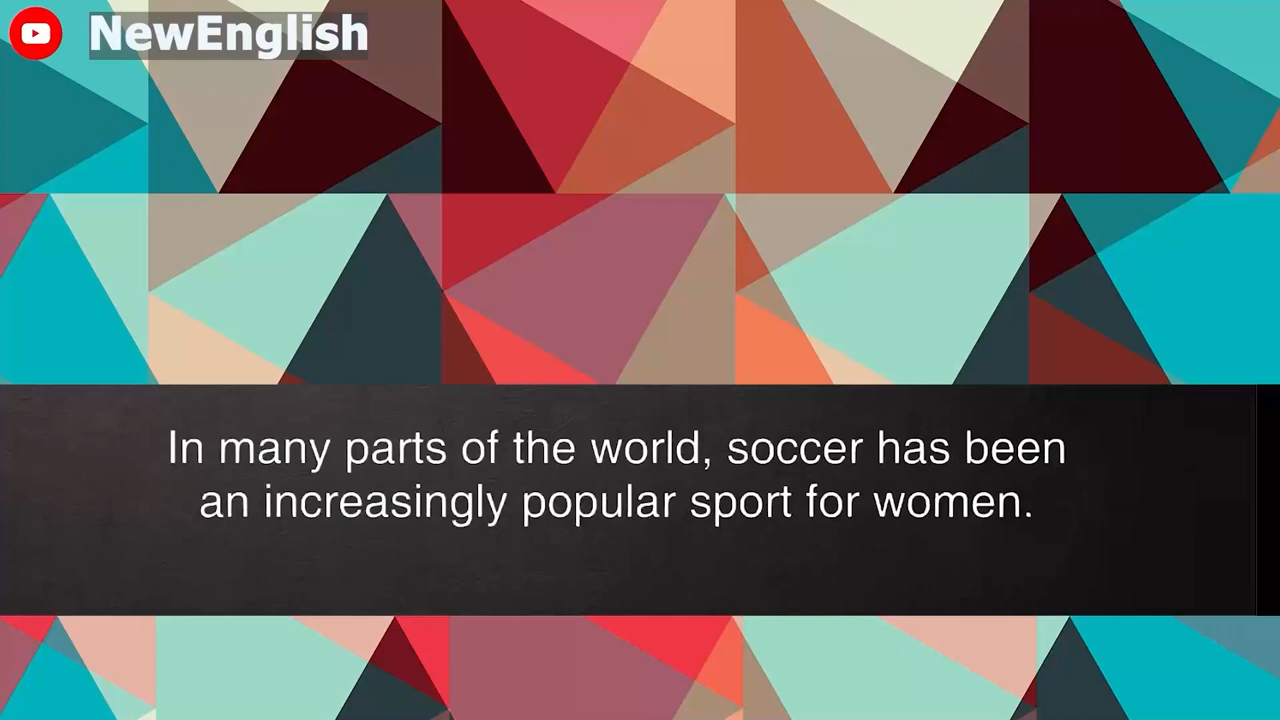 NewEnglish
In many parts of the world, soccer has been
an increasingly popular sport for women.